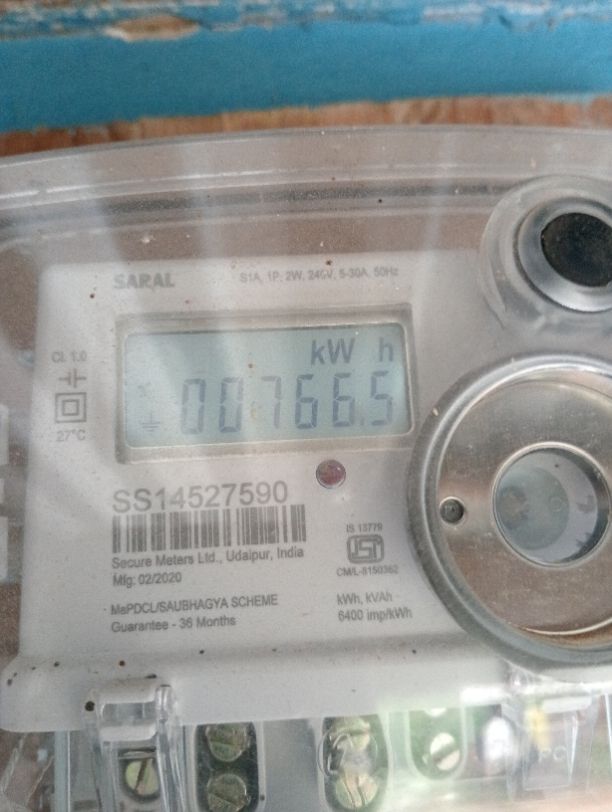 SARAL
S1A, 1P, 2W, 240V, 5-30A, 50Hz
kW h
00766.5
Cl. 1.0
27°C
SS14527590
Secure Meters Ltd., Udaipur, India
Mfg: 02/2020
IS 13779
ISI
CM/L-8150362
MePDCL/SAUBHAGYA SCHEME
Guarantee - 36 Months
kWh, kVAh
6400 imp/kWh